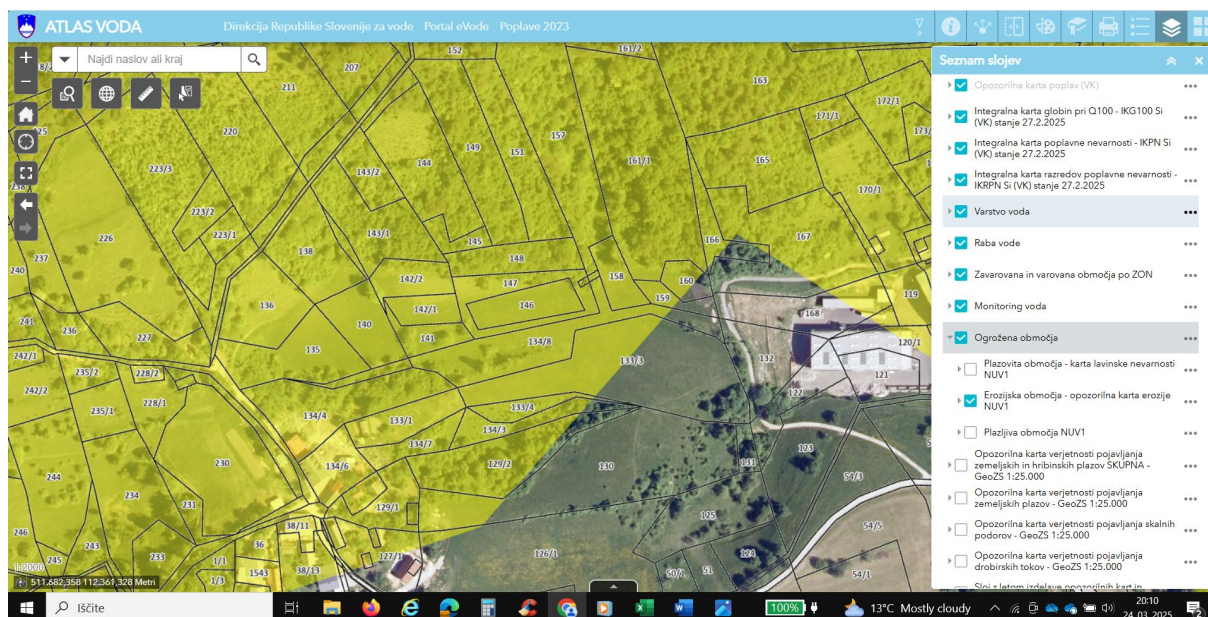 ATLAS VODA
Direkcija Republike Slovenije za vode Portal eVode Poplave 2023
Najdi naslov ali kraj
Seznam slojev
Opozorilna karta poplav (VK)
Integralna karta globin pri Q100 - IKG100 Si
(VK) stanje 27.2.2025
Integralna karta poplavne nevarnosti - IKPN Si
(VK) stanje 27.2.2025
Integralna karta razredov poplavne nevarnosti -
IKRPN Si (VK) stanje 27.2.2025
Varstvo voda
Raba vode
Zavarovana in varovana območja po ZON
Monitoring voda
Ogrožena območja
Plazovita območja - karta lavinske nevarnosti
NUV1
Erozijska območja - opozorilna karta erozije
NUV1
Plazljiva območja NUV1
Opozorilna karta verjetnosti pojavljanja
zemeljskih in hribinskih plazov SKUPNA -
GeoZS 1:25.000
Opozorilna karta verjetnosti pojavljanja
zemeljskih plazov - GeoZS 1:25.000
Opozorilna karta verjetnosti pojavljanja skalnih
podorov - GeoZS 1:25.000
Opozorilna karta verjetnosti pojavljanja
drobirskih tokov - GeoZS 1:25.000
Sloj z letom izdelave opozorilnih kart in
152
161/2
207
211
163
172/1
171/1
220
157
149
151
144
161/1
165
223/3
143/2
170/1
223/2
223/1
143/1
226
138
145
166
167
237
148
240
142/2
147
158
160
159
119
136
146
142/1
168
241
236
227
140
141
134/8
120/1
242/1
135
133/3
132
235/2
228/2
121
242/2
122
235/1
228/1
134/4
133/1
133/4
134/3
134/7
123
230
134/6
129/2
130
131
244
54/3
234
231
129/1
125
38/11
54/5
246
243
36
245
233
1/1
127/1
126/1
124
1543
38/13
50/1
51
54/1
1/3
1:2000
511.682,358 112.361,328 Metri
Iščite
100%
13°C Mostly cloudy
20:10
24. 03. 2025
2